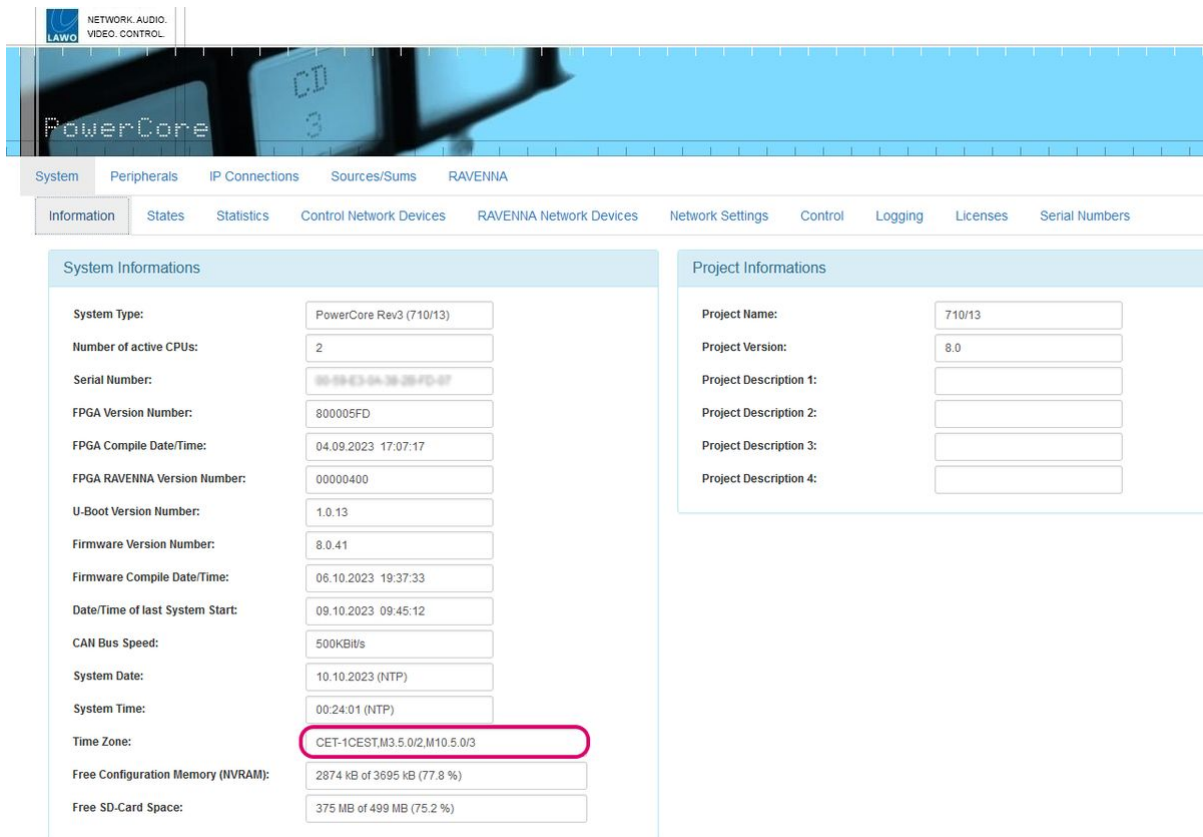 NETWORK. AUDIO.
VIDEO. CONTROL.
LAWO
CD
3
PowerCore
System Peripherals IP Connections Sources/Sums RAVENNA
Information States Statistics Control Network Devices RAVENNA Network Devices Network Settings Control Logging Licenses Serial Numbers
System Informations
System Type: PowerCore Rev3 (710/13)
Number of active CPUs: 2
Serial Number:
FPGA Version Number: 800005FD
FPGA Compile Date/Time: 04.09.2023 17:07:17
FPGA RAVENNA Version Number: 00000400
U-Boot Version Number: 1.0.13
Firmware Version Number: 8.0.41
Firmware Compile Date/Time: 06.10.2023 19:37:33
Date/Time of last System Start: 09.10.2023 09:45:12
CAN Bus Speed: 500KBit/s
System Date: 10.10.2023 (NTP)
System Time: 00:24:01 (NTP)
Time Zone: CET-1CEST,M3.5.0/2,M10.5.0/3
Free Configuration Memory (NVRAM): 2874 kB of 3695 kB (77.8 %)
Free SD-Card Space: 375 MB of 499 MB (75.2 %)
Project Informations
Project Name: 710/13
Project Version: 8.0
Project Description 1:
Project Description 2:
Project Description 3:
Project Description 4: